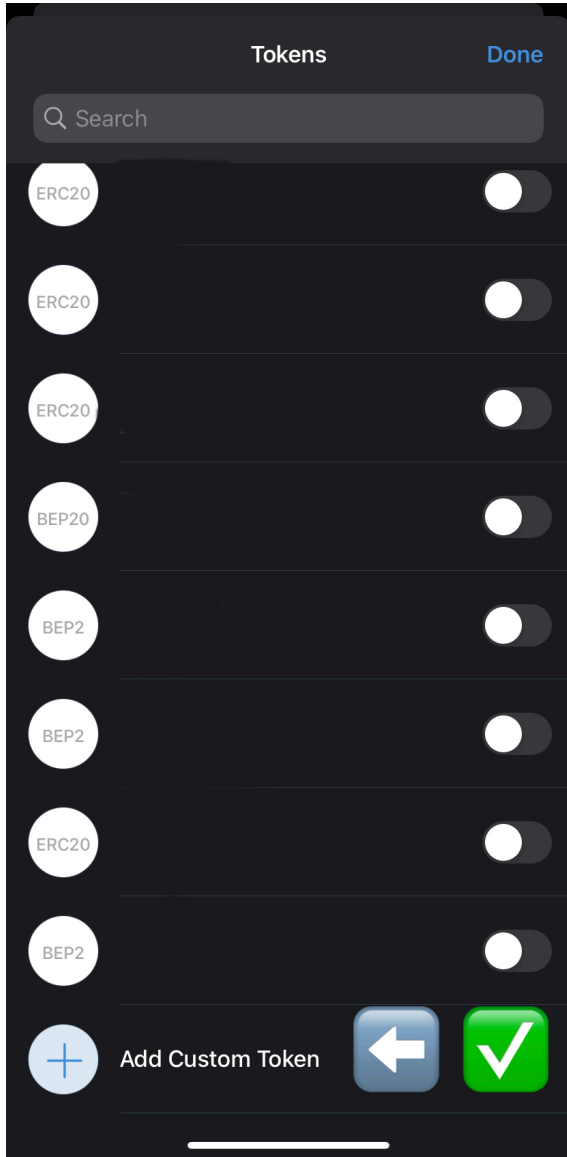 Tokens
Done
Search
ERC20
ERC20
ERC20
BEP20
BEP2
BEP2
ERC20
BEP2
Add Custom Token